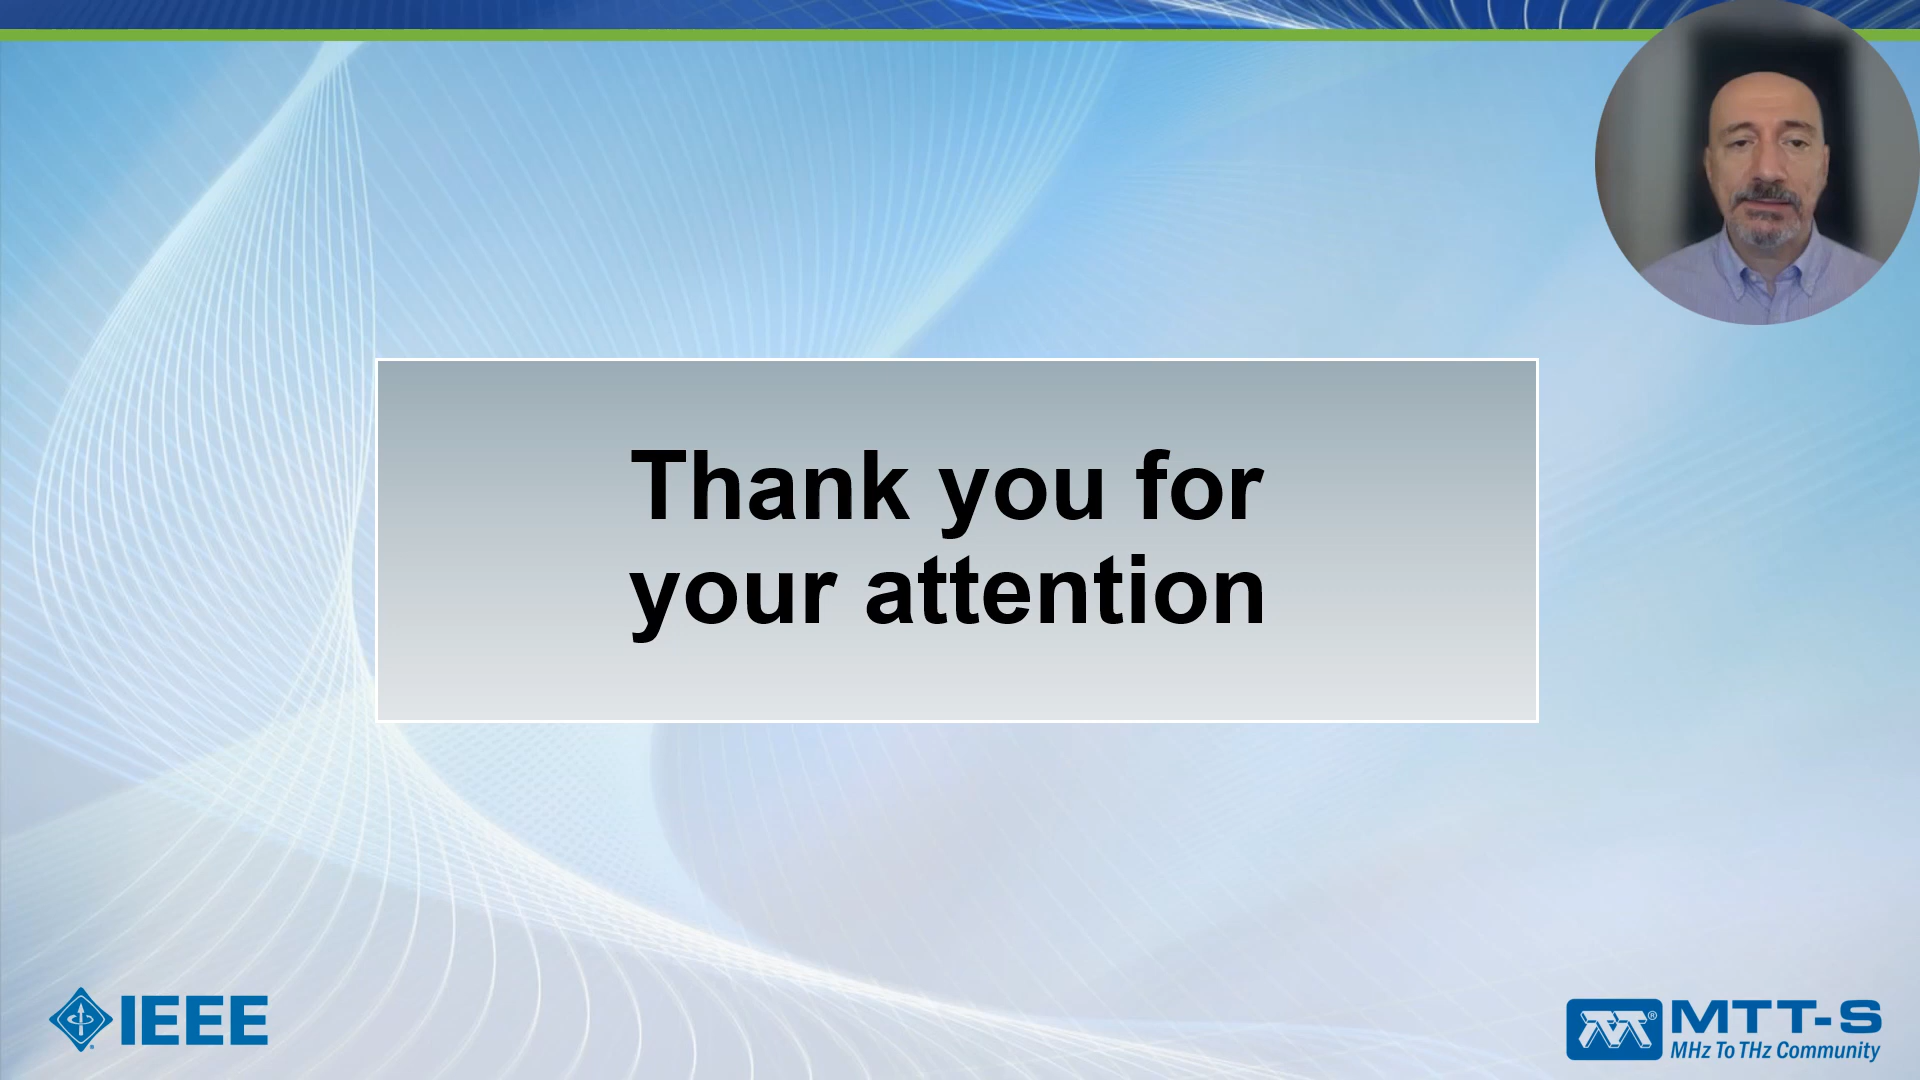 Thank you for
your attention
IEEE
MTT-S
MHz To THz Community